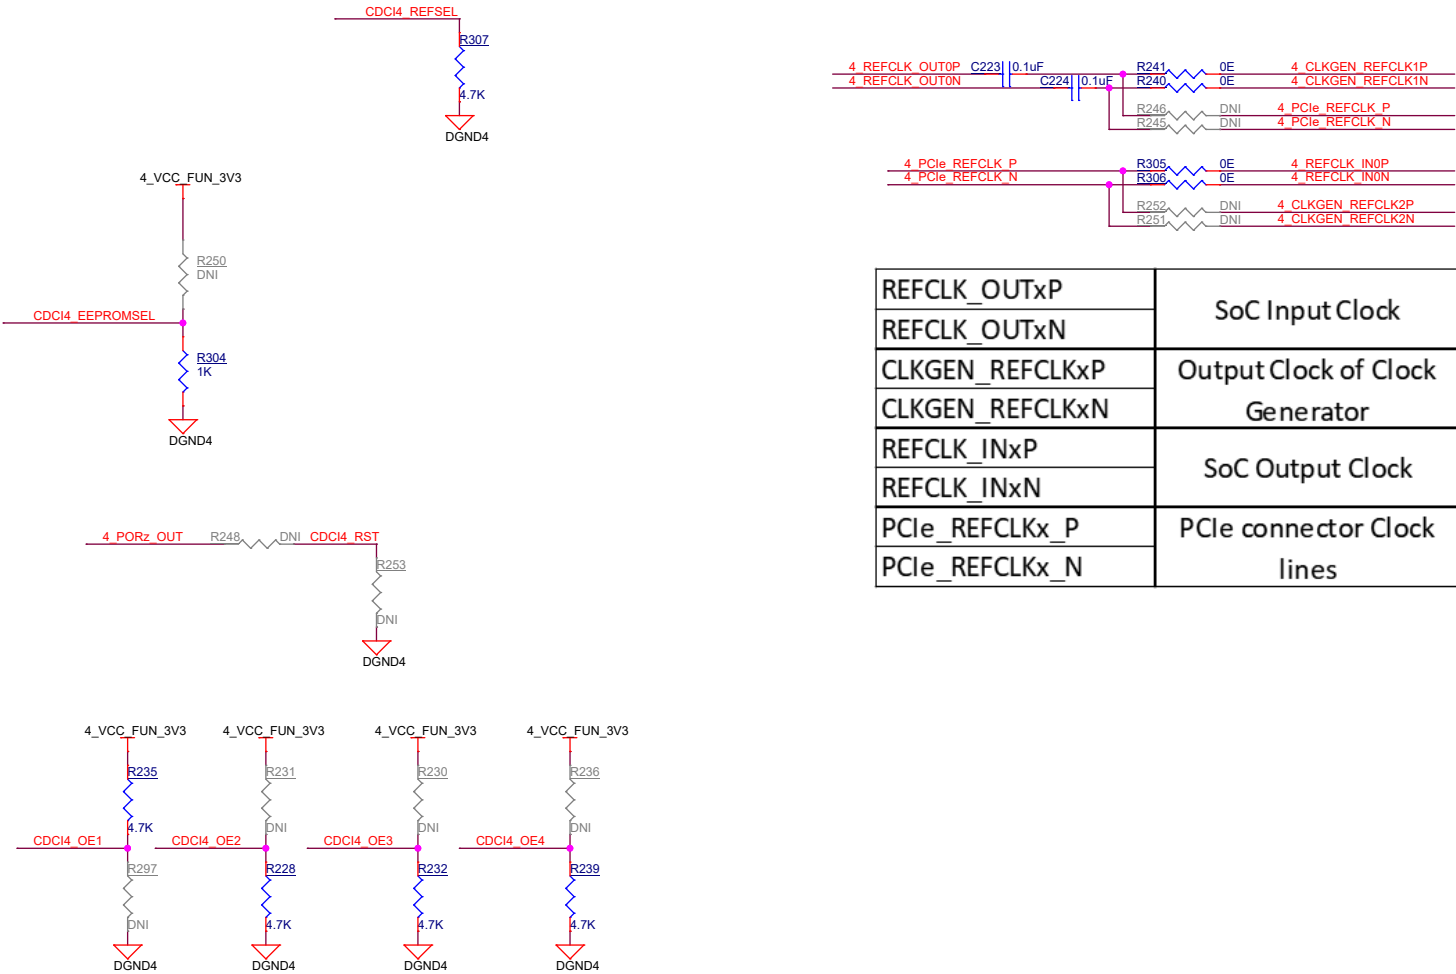 CDCI4_REFSEL
R307
4.7K
DGND4
4_VCC_FUN_3V3
R250
DNI
CDCI4_EEPROMSEL
R304
1K
DGND4
4_PORz_OUT R248 DNI CDCI4_RST
R253
DNI
DGND4
4_VCC_FUN_3V3 4_VCC_FUN_3V3 4_VCC_FUN_3V3 4_VCC_FUN_3V3
R235 R231 R230 R236
4.7K DNI DNI DNI
CDCI4_OE1 CDCI4_OE2 CDCI4_OE3 CDCI4_OE4
R297 R228 R232 R239
DNI 4.7K 4.7K 4.7K
DGND4 DGND4 DGND4 DGND4
4_REFCLK_OUT0P C223 0.1uF R241 0E 4_CLKGEN_REFCLK1P
4_REFCLK_OUT0N C224 0.1uF R240 0E 4_CLKGEN_REFCLK1N
R246 DNI 4_PCIe_REFCLK_P
R245 DNI 4_PCIe_REFCLK_N
4_PCIe_REFCLK_P R305 0E 4_REFCLK_IN0P
4_PCIe_REFCLK_N R306 0E 4_REFCLK_IN0N
R252 DNI 4_CLKGEN_REFCLK2P
R251 DNI 4_CLKGEN_REFCLK2N
REFCLK_OUTxP
REFCLK_OUTxN
SoC Input Clock
CLKGEN_REFCLKxP
CLKGEN_REFCLKxN
Output Clock of Clock
Generator
REFCLK_INxP
REFCLK_INxN
SoC Output Clock
PCIe_REFCLKx_P
PCIe_REFCLKx_N
PCIe connector Clock
lines